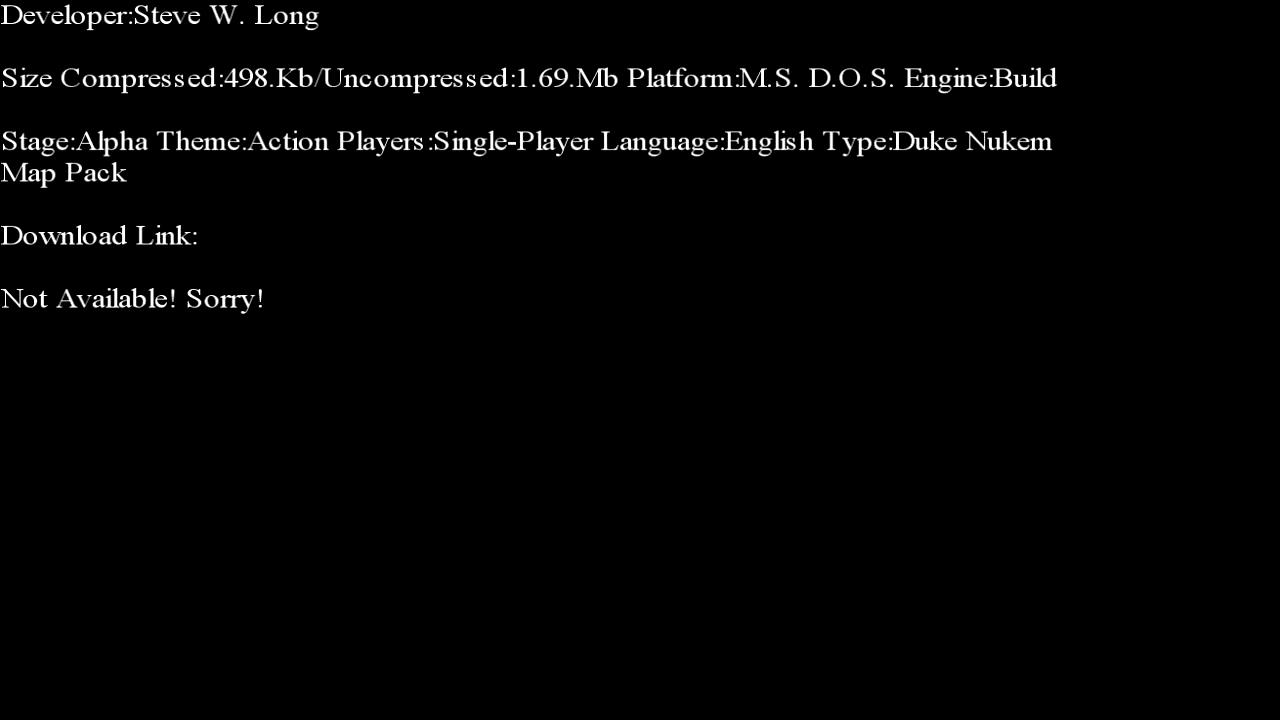 Developer:Steve W. Long
Size Compressed:498.Kb/Uncompressed:1.69.Mb Platform:M.S. D.O.S. Engine:Build
Stage:Alpha Theme:Action Players:Single-Player Language:English Type:Duke Nukem
Map Pack
Download Link:
Not Available! Sorry!